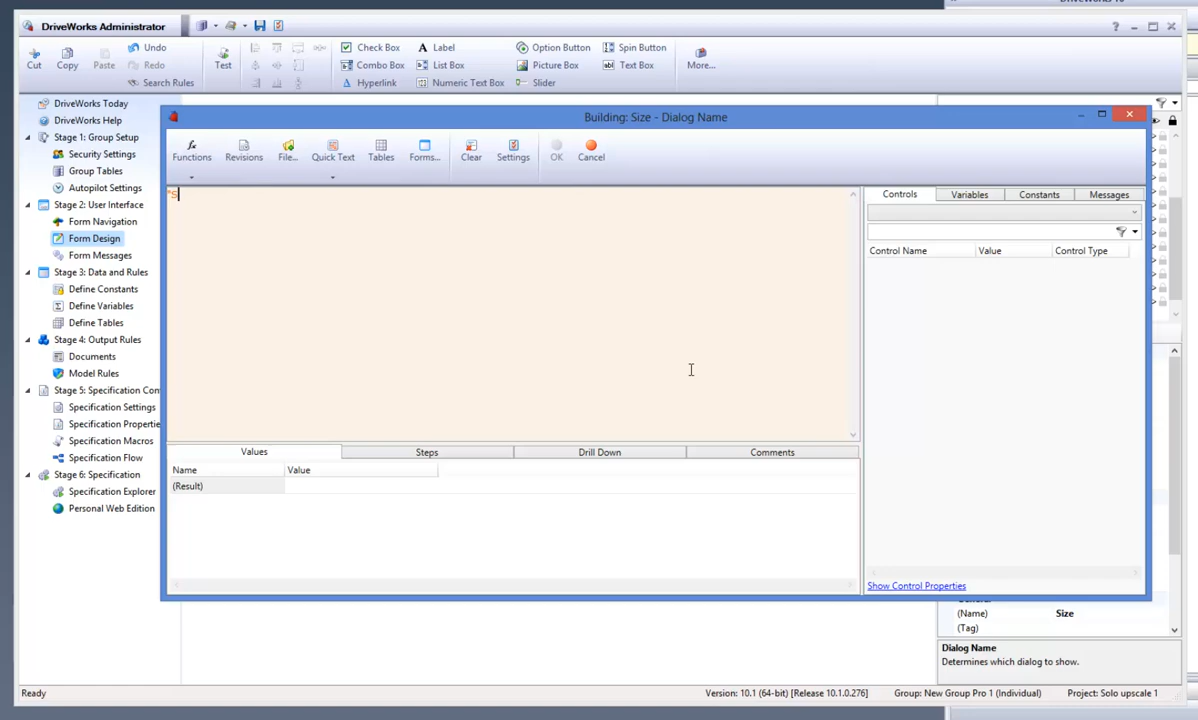 DriveWorks 10
DriveWorks Administrator
Cut
Copy
Paste
Undo
Redo
Search Rules
Test
Check Box
Combo Box
Hyperlink
Label
List Box
Numeric Text Box
Option Button
Picture Box
Slider
Spin Button
Text Box
More...
DriveWorks Today
DriveWorks Help
Stage 1: Group Setup
Security Settings
Group Tables
Autopilot Settings
Stage 2: User Interface
Form Navigation
Form Design
Form Messages
Stage 3: Data and Rules
Define Constants
Define Variables
Define Tables
Stage 4: Output Rules
Documents
Model Rules
Stage 5: Specification Con
Specification Settings
Specification Propertie
Specification Macros
Specification Flow
Stage 6: Specification
Specification Explorer
Personal Web Edition
Building: Size - Dialog Name
Functions
Revisions
File...
Quick Text
Tables
Forms...
Clear
Settings
OK
Cancel
"S
Values
Steps
Drill Down
Comments
Name
Value
(Result)
Controls
Variables
Constants
Messages
Control Name
Value
Control Type
Show Control Properties
(Name)
Size
(Tag)
Dialog Name
Determines which dialog to show.
Ready
Version: 10.1 (64-bit) [Release 10.1.0.276]
Group: New Group Pro 1 (Individual)
Project: Solo upscale 1